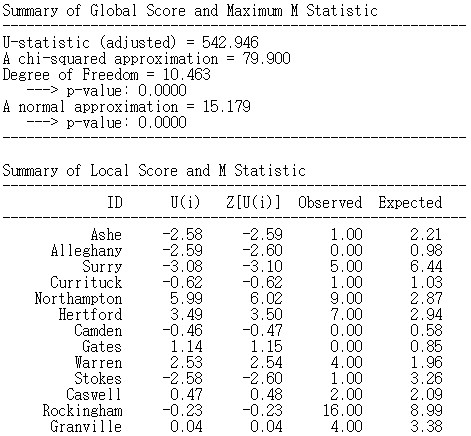 Summary of Global Score and Maximum M Statistic
------------------------------------------------------------
U-statistic (adjusted) = 542.946
A chi-squared approximation = 79.900
Degree of Freedom = 10.463
---> p-value: 0.0000
A normal approximation = 15.179
---> p-value: 0.0000
------------------------------------------------------------
Summary of Local Score and M Statistic
------------------------------------------------------------
ID U(i) Z[U(i)] Observed Expected
------------------------------------------------------------
Ashe -2.58 -2.59 1.00 2.21
Alleghany -2.59 -2.60 0.00 0.98
Surry -3.08 -3.10 5.00 6.44
Currituck -0.62 -0.62 1.00 1.03
Northampton 5.99 6.02 9.00 2.87
Hertford 3.49 3.50 7.00 2.94
Camden -0.46 -0.47 0.00 0.58
Gates 1.14 1.15 0.00 0.85
Warren 2.53 2.54 4.00 1.96
Stokes -2.58 -2.60 1.00 3.26
Caswell 0.47 0.48 2.00 2.09
Rockingham -0.23 -0.23 16.00 8.99
Granville 0.04 0.04 4.00 3.38